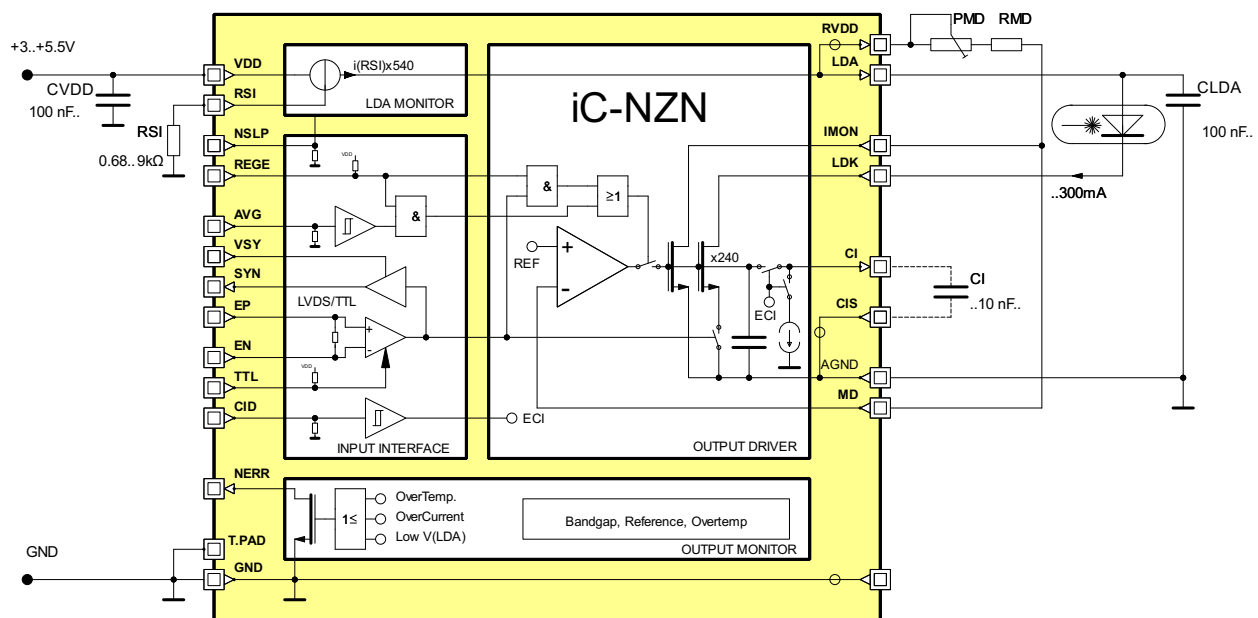 +3..+5.5V
CVDD
100 nF..
RSI
0.68..9kΩ
GND
VDD
RSI
NSLP
REGE
AVG
VSY
SYN
EP
EN
TTL
CID
NERR
T.PAD
GND
i(RSI)x540
LDA MONITOR
VDD
&
LVDS/TTL
+
-
VDD
ECI
INPUT INTERFACE
iC-NZN
&
≥1
REF
+
-
x240
ECI
OUTPUT DRIVER
1≤
OverTemp.
OverCurrent
Low V(LDA)
Bandgap, Reference, Overtemp
OUTPUT MONITOR
RVDD
LDA
IMON
LDK
CI
CIS
AGND
MD
PMD
RMD
CLDA
100 nF..
..300mA
CI
..10 nF..